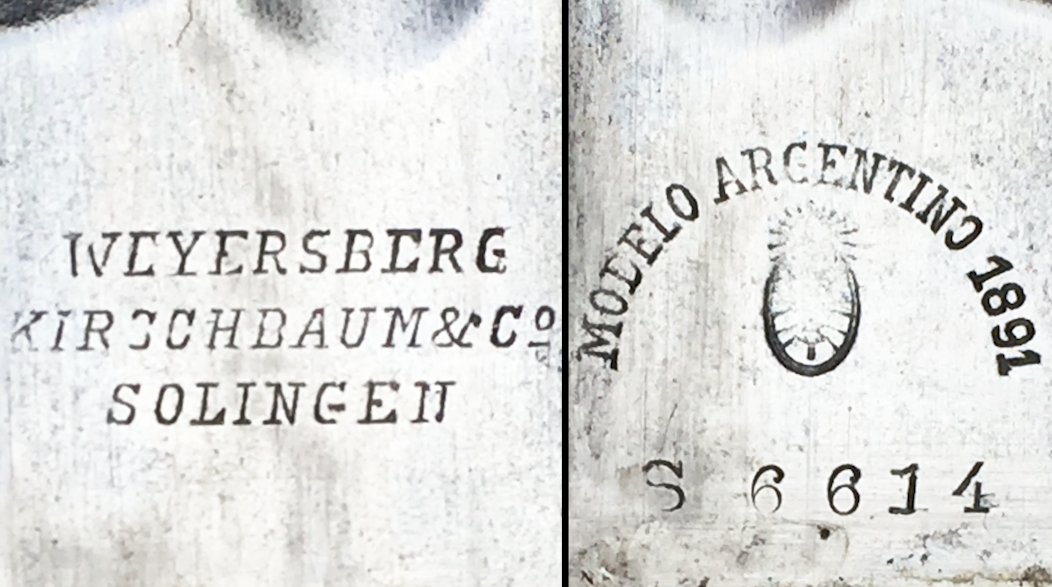 WEYERSBERG
KIRSCHBAUM & Cº
SOLINGEN
MODELO ARGENTINO 1891
S 6614